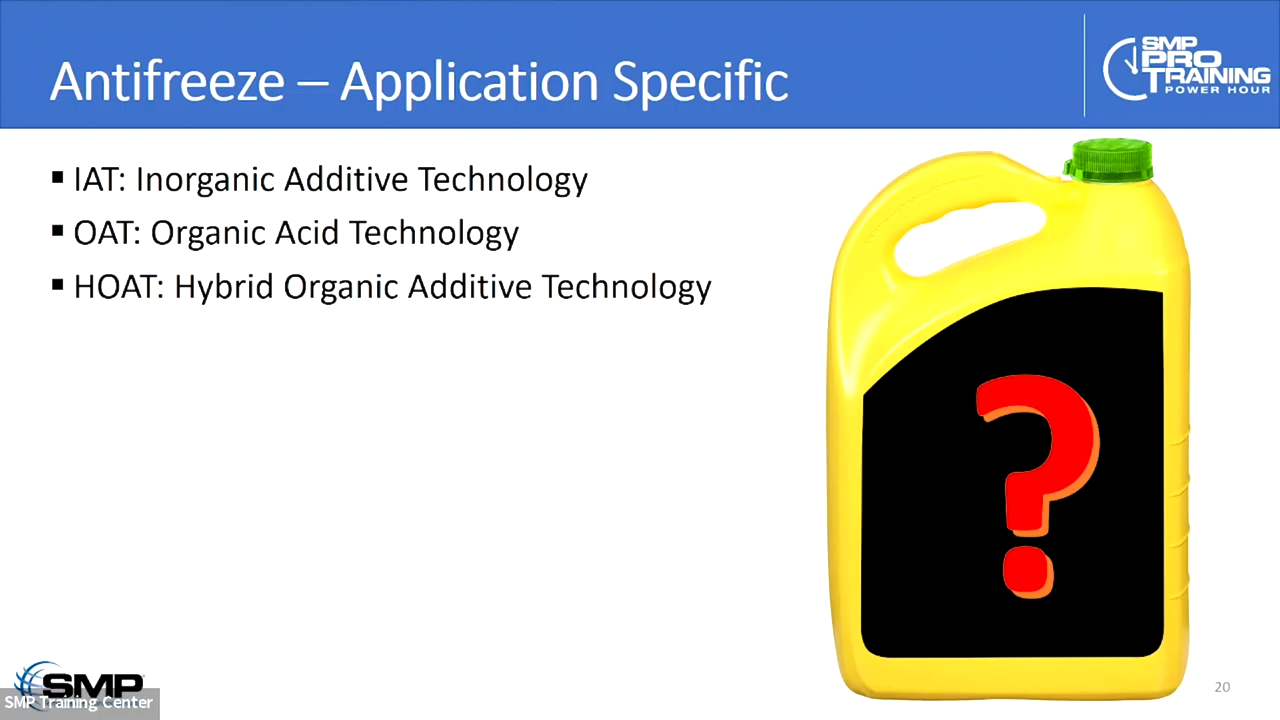 Antifreeze – Application Specific
SMP
PRO
TRAINING
POWER HOUR
▪ IAT: Inorganic Additive Technology
▪ OAT: Organic Acid Technology
▪ HOAT: Hybrid Organic Additive Technology
?
SMP
SMP Training Center
20